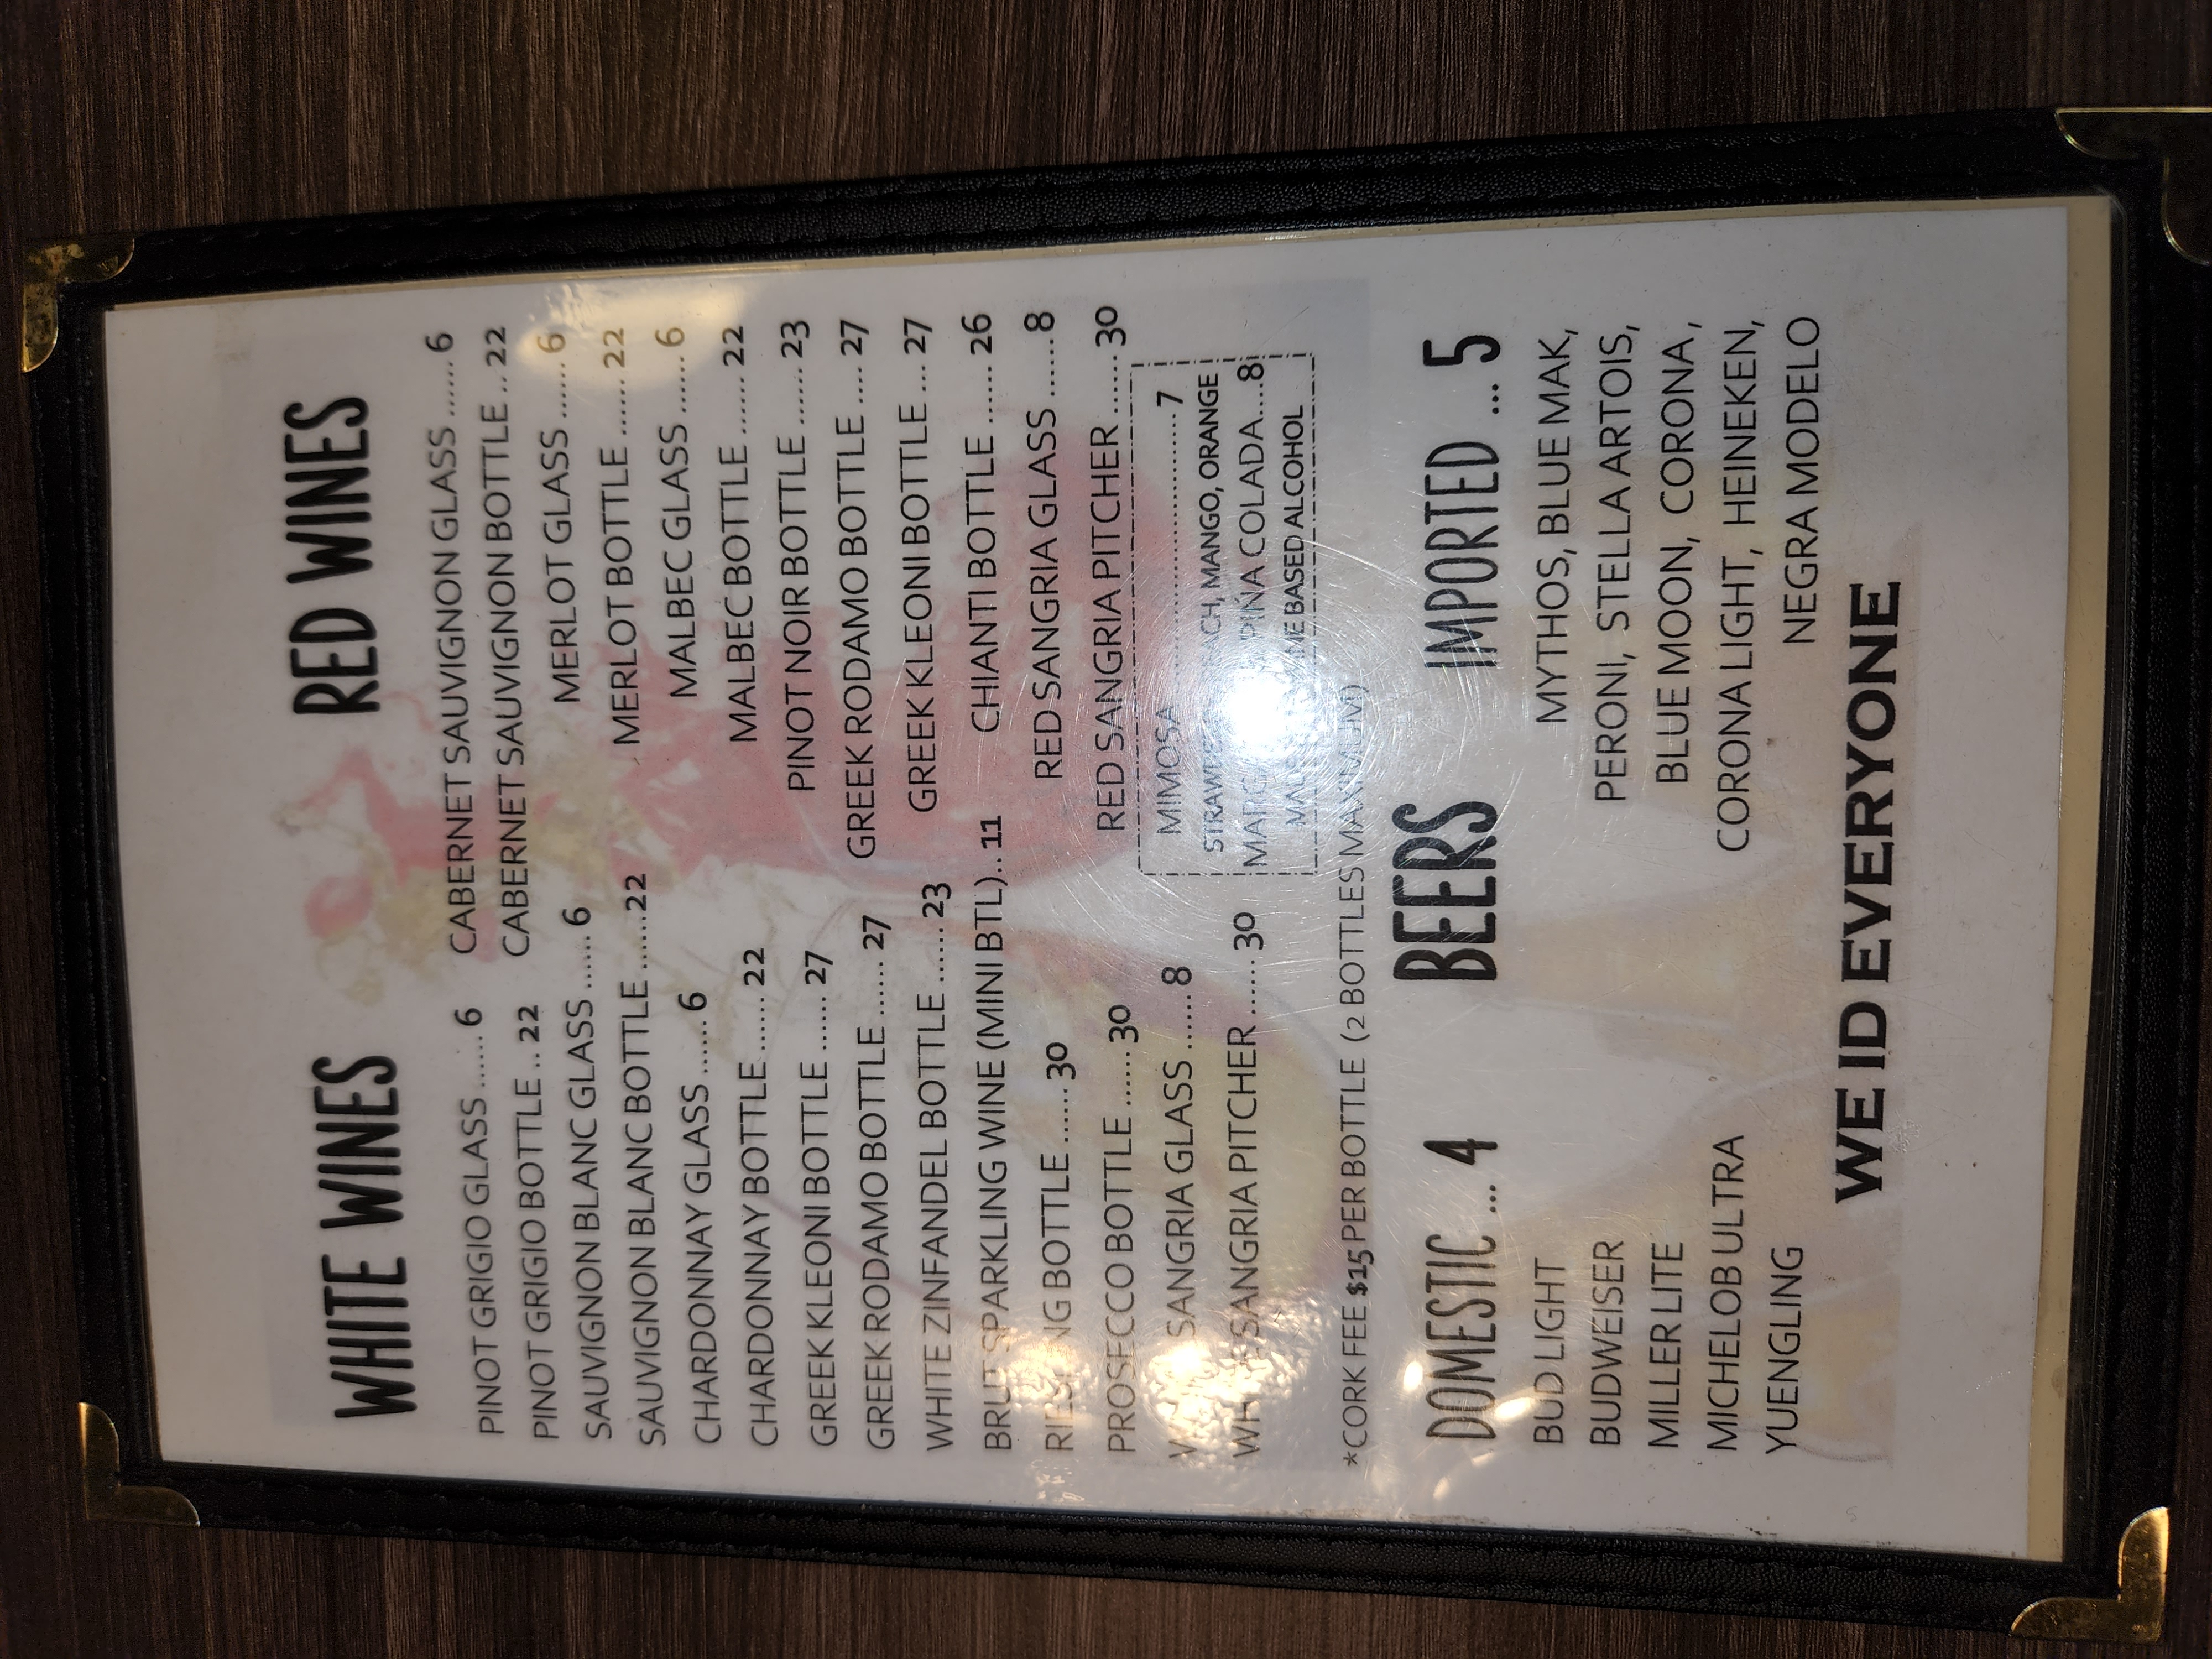 WHITE WINES
PINOT GRIGIO GLASS ...... 6
PINOT GRIGIO BOTTLE .. 22
SAUVIGNON BLANC GLASS ...... 6
SAUVIGNON BLANC BOTTLE .......22
CHARDONNAY GLASS ...... 6
CHARDONNAY BOTTLE ....... 22
GREEK KLEONI BOTTLE ...... 27
GREEK RODAMO BOTTLE ...... 27
WHITE ZINFANDEL BOTTLE ...... 23
BRUT SPARKLING WINE (MINI BTL).. 11
RIESLING BOTTLE ...... 30
PROSECCO BOTTLE ....... 30
SANGRIA GLASS ....... 8
SANGRIA PITCHER ...... 30
RED WINES
CABERNET SAUVIGNON GLASS ....... 6
CABERNET SAUVIGNON BOTTLE .. 22
MERLOT GLASS ....... 6
MERLOT BOTTLE ....... 22
MALBEC GLASS ....... 6
MALBEC BOTTLE ....... 22
PINOT NOIR BOTTLE ....... 23
GREEK RODAMO BOTTLE .... 27
GREEK KLEONI BOTTLE .... 27
CHIANTI BOTTLE ...... 26
RED SANGRIA GLASS .......8
RED SANGRIA PITCHER ...... 30
MIMOSA ..............................7
MANGO, ORANGE
PIÑA COLADA....8
BASED ALCOHOL
*CORK FEE $15 PER BOTTLE (2 BOTTLES MAXIMUM)
BEERS
DOMESTIC ... 4
BUD LIGHT
BUDWEISER
MILLER LITE
MICHELOB ULTRA
YUENGLING
IMPORTED ... 5
MYTHOS, BLUE MAK,
PERONI, STELLA ARTOIS,
BLUE MOON, CORONA,
CORONA LIGHT, HEINEKEN,
NEGRA MODELO
WE ID EVERYONE